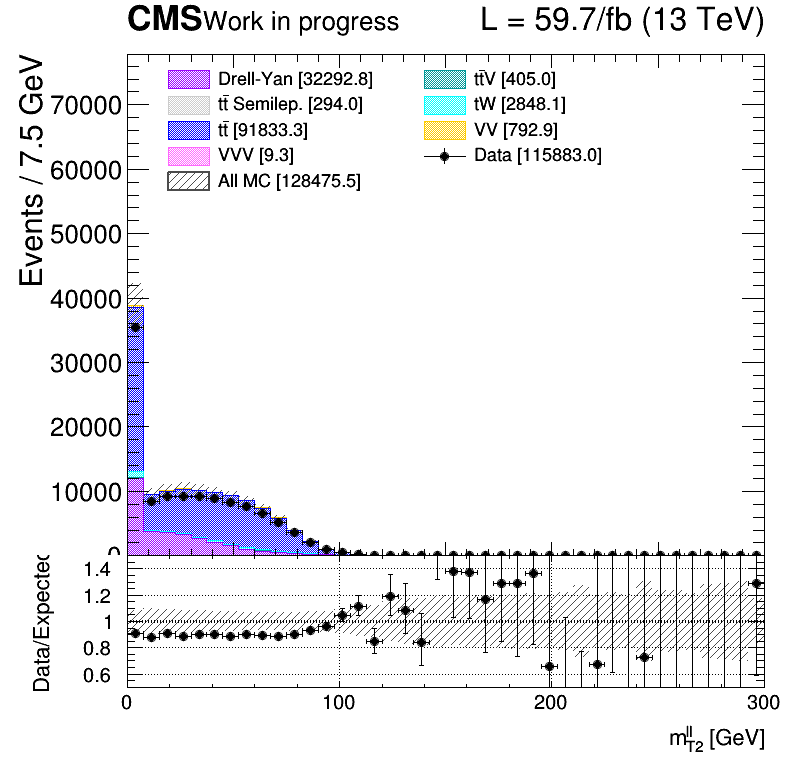 CMS Work in progress L = 59.7/fb (13 TeV)
Events / 7.5 GeV
Drell-Yan [32292.8]
tt̄ Semilep. [294.0]
tt̄ [91833.3]
VVV [9.3]
All MC [128475.5]
tt̄V [405.0]
tW [2848.1]
VV [792.9]
Data [115883.0]
70000
60000
50000
40000
30000
20000
10000
0
Data/Expected
1.4
1.2
1
0.8
0.6
0 100 200 300
m_{T2}^{ll} [GeV]